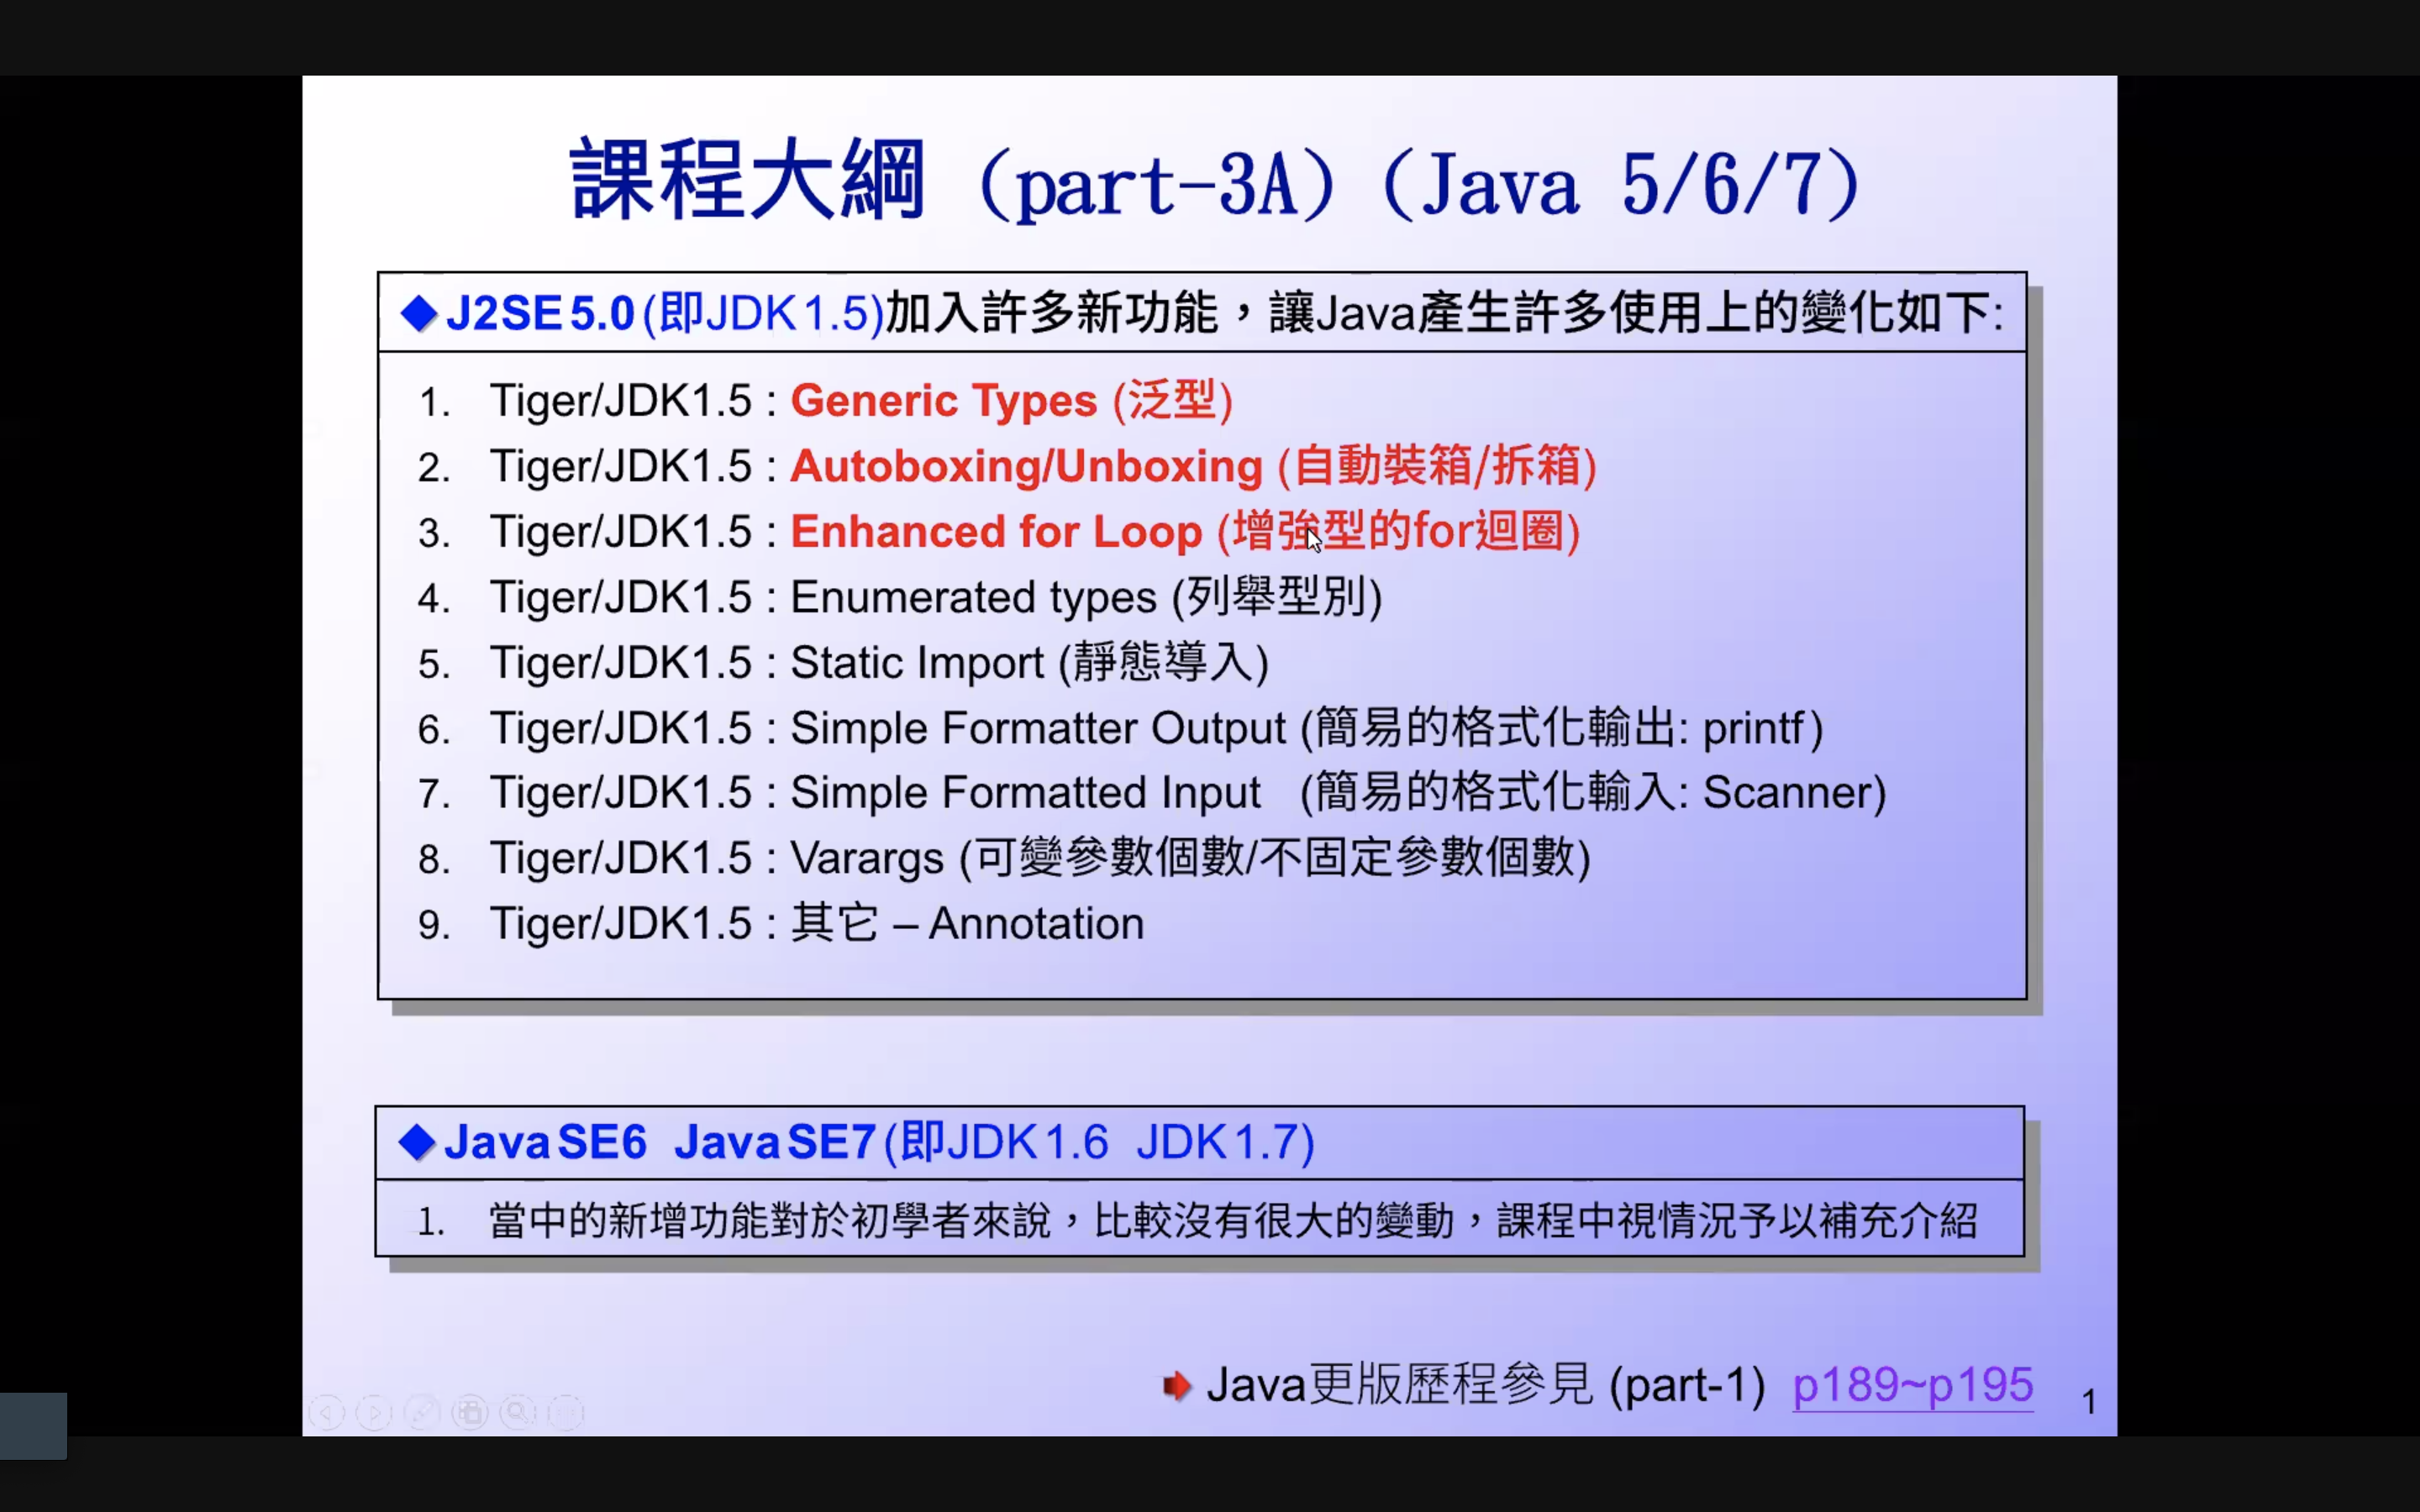 課程大綱 (part-3A) (Java 5/6/7)
◆J2SE 5.0 (即JDK 1.5)加入許多新功能，讓Java產生許多使用上的變化如下:
1. Tiger/JDK1.5 : Generic Types (泛型)
2. Tiger/JDK1.5 : Autoboxing/Unboxing (自動裝箱/拆箱)
3. Tiger/JDK1.5 : Enhanced for Loop (增強型的for迴圈)
4. Tiger/JDK1.5 : Enumerated types (列舉型別)
5. Tiger/JDK1.5 : Static Import (靜態導入)
6. Tiger/JDK1.5 : Simple Formatter Output (簡易的格式化輸出: printf)
7. Tiger/JDK1.5 : Simple Formatted Input (簡易的格式化輸入: Scanner)
8. Tiger/JDK1.5 : Varargs (可變參數個數/不固定參數個數)
9. Tiger/JDK1.5 : 其它 – Annotation
◆Java SE6 Java SE7 (即JDK 1.6 JDK 1.7)
1. 當中的新增功能對於初學者來說，比較沒有很大的變動，課程中視情況予以補充介紹
Java更版歷程參見 (part-1) p189~p195
1